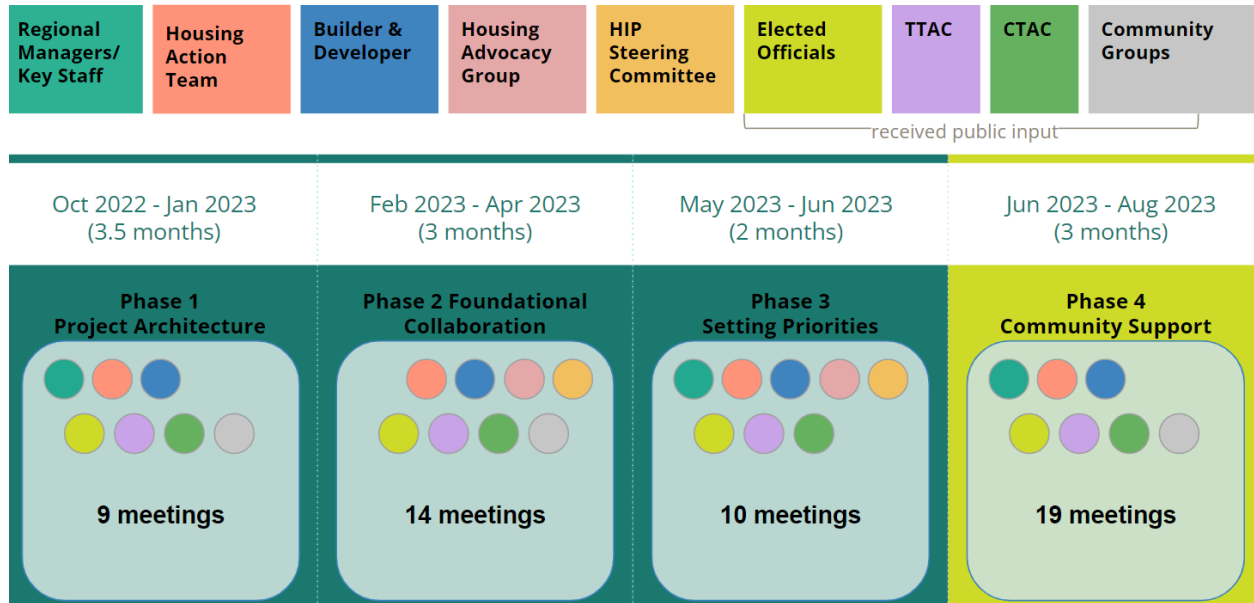 Regional
Managers/
Key Staff
Housing
Action
Team
Builder &
Developer
Housing
Advocacy
Group
HIP
Steering
Committee
Elected
Officials
TTAC
CTAC
Community
Groups
received public input
Oct 2022 - Jan 2023
(3.5 months)
Feb 2023 - Apr 2023
(3 months)
May 2023 - Jun 2023
(2 months)
Jun 2023 - Aug 2023
(3 months)
Phase 1
Project Architecture
9 meetings
Phase 2 Foundational
Collaboration
14 meetings
Phase 3
Setting Priorities
10 meetings
Phase 4
Community Support
19 meetings